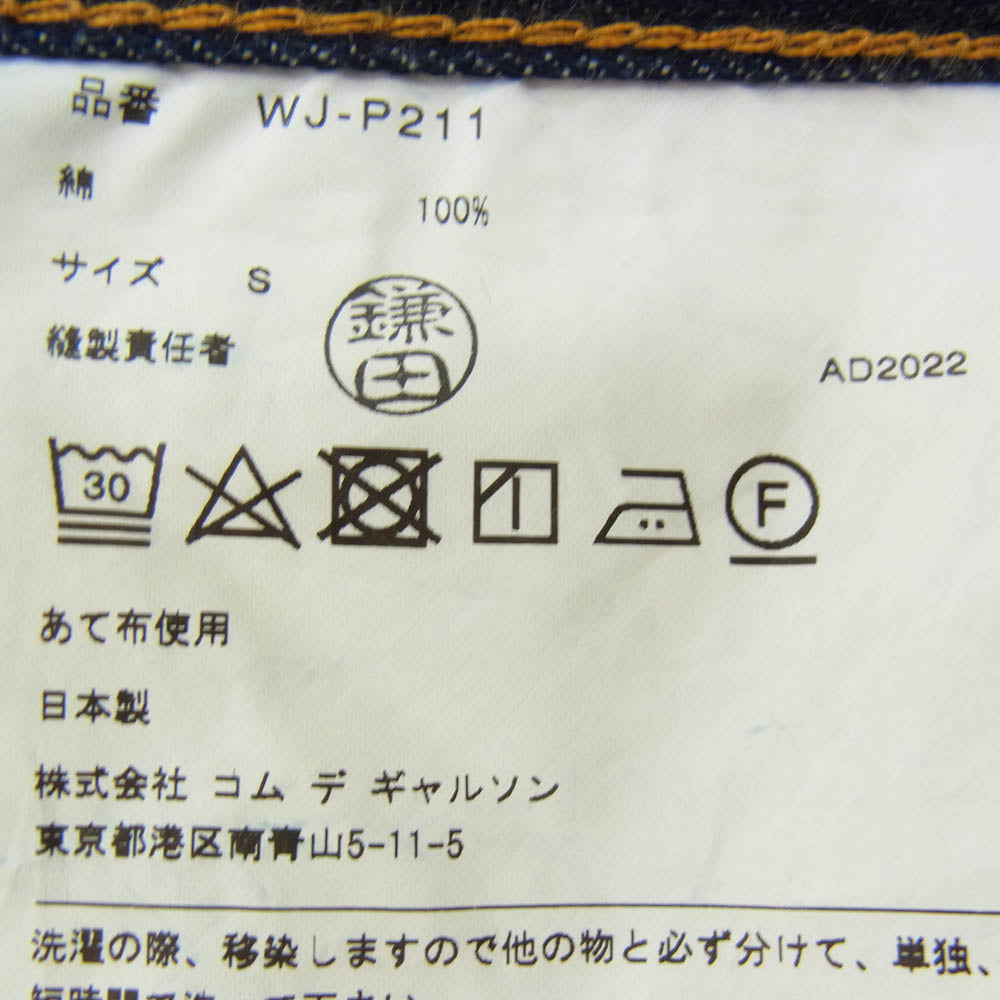 品番 WJ-P211
綿 100%
サイズ S
縫製責任者 鎌田
AD2022
30
F
あて布使用
日本製
株式会社 コム デ ギャルソン
東京都港区南青山5-11-5
洗濯の際、移染しますので他の物と必ず分けて、単独、